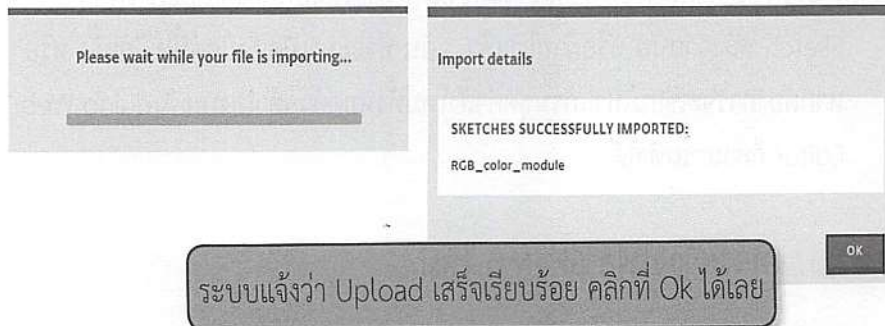 Please wait while your file is importing...
Import details
SKETCHES SUCCESSFULLY IMPORTED:
RGB_color_module
OK
ระบบแจ้งว่า Upload เสร็จเรียบร้อย คลิกที่ Ok ได้เลย